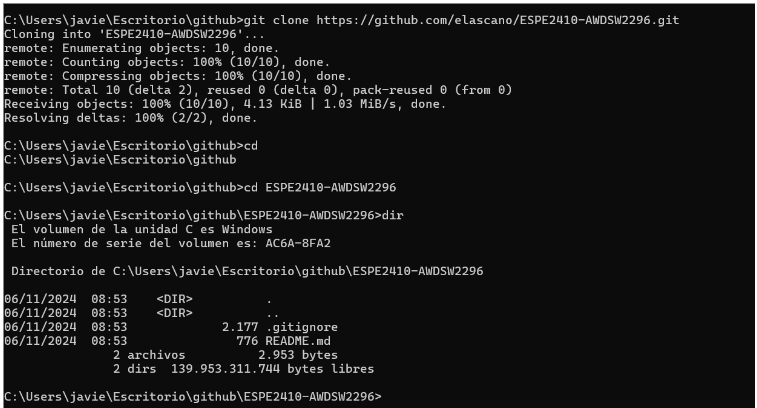 C:\Users\javie\Escritorio\github>git clone https://github.com/elascano/ESPE2410-AWDSW2296.git
Cloning into 'ESPE2410-AWDSW2296'...
remote: Enumerating objects: 10, done.
remote: Counting objects: 100% (10/10), done.
remote: Compressing objects: 100% (10/10), done.
remote: Total 10 (delta 2), reused 0 (delta 0), pack-reused 0 (from 0)
Receiving objects: 100% (10/10), 4.13 KiB | 1.03 MiB/s, done.
Resolving deltas: 100% (2/2), done.
C:\Users\javie\Escritorio\github>cd
C:\Users\javie\Escritorio\github
C:\Users\javie\Escritorio\github>cd ESPE2410-AWDSW2296
C:\Users\javie\Escritorio\github\ESPE2410-AWDSW2296>dir
El volumen de la unidad C es Windows
El número de serie del volumen es: AC6A-8FA2
Directorio de C:\Users\javie\Escritorio\github\ESPE2410-AWDSW2296
06/11/2024  08:53    <DIR>          .
06/11/2024  08:53    <DIR>          ..
06/11/2024  08:53             2.177 .gitignore
06/11/2024  08:53               776 README.md
2 archivos          2.953 bytes
2 dirs  139.953.311.744 bytes libres
C:\Users\javie\Escritorio\github\ESPE2410-AWDSW2296>